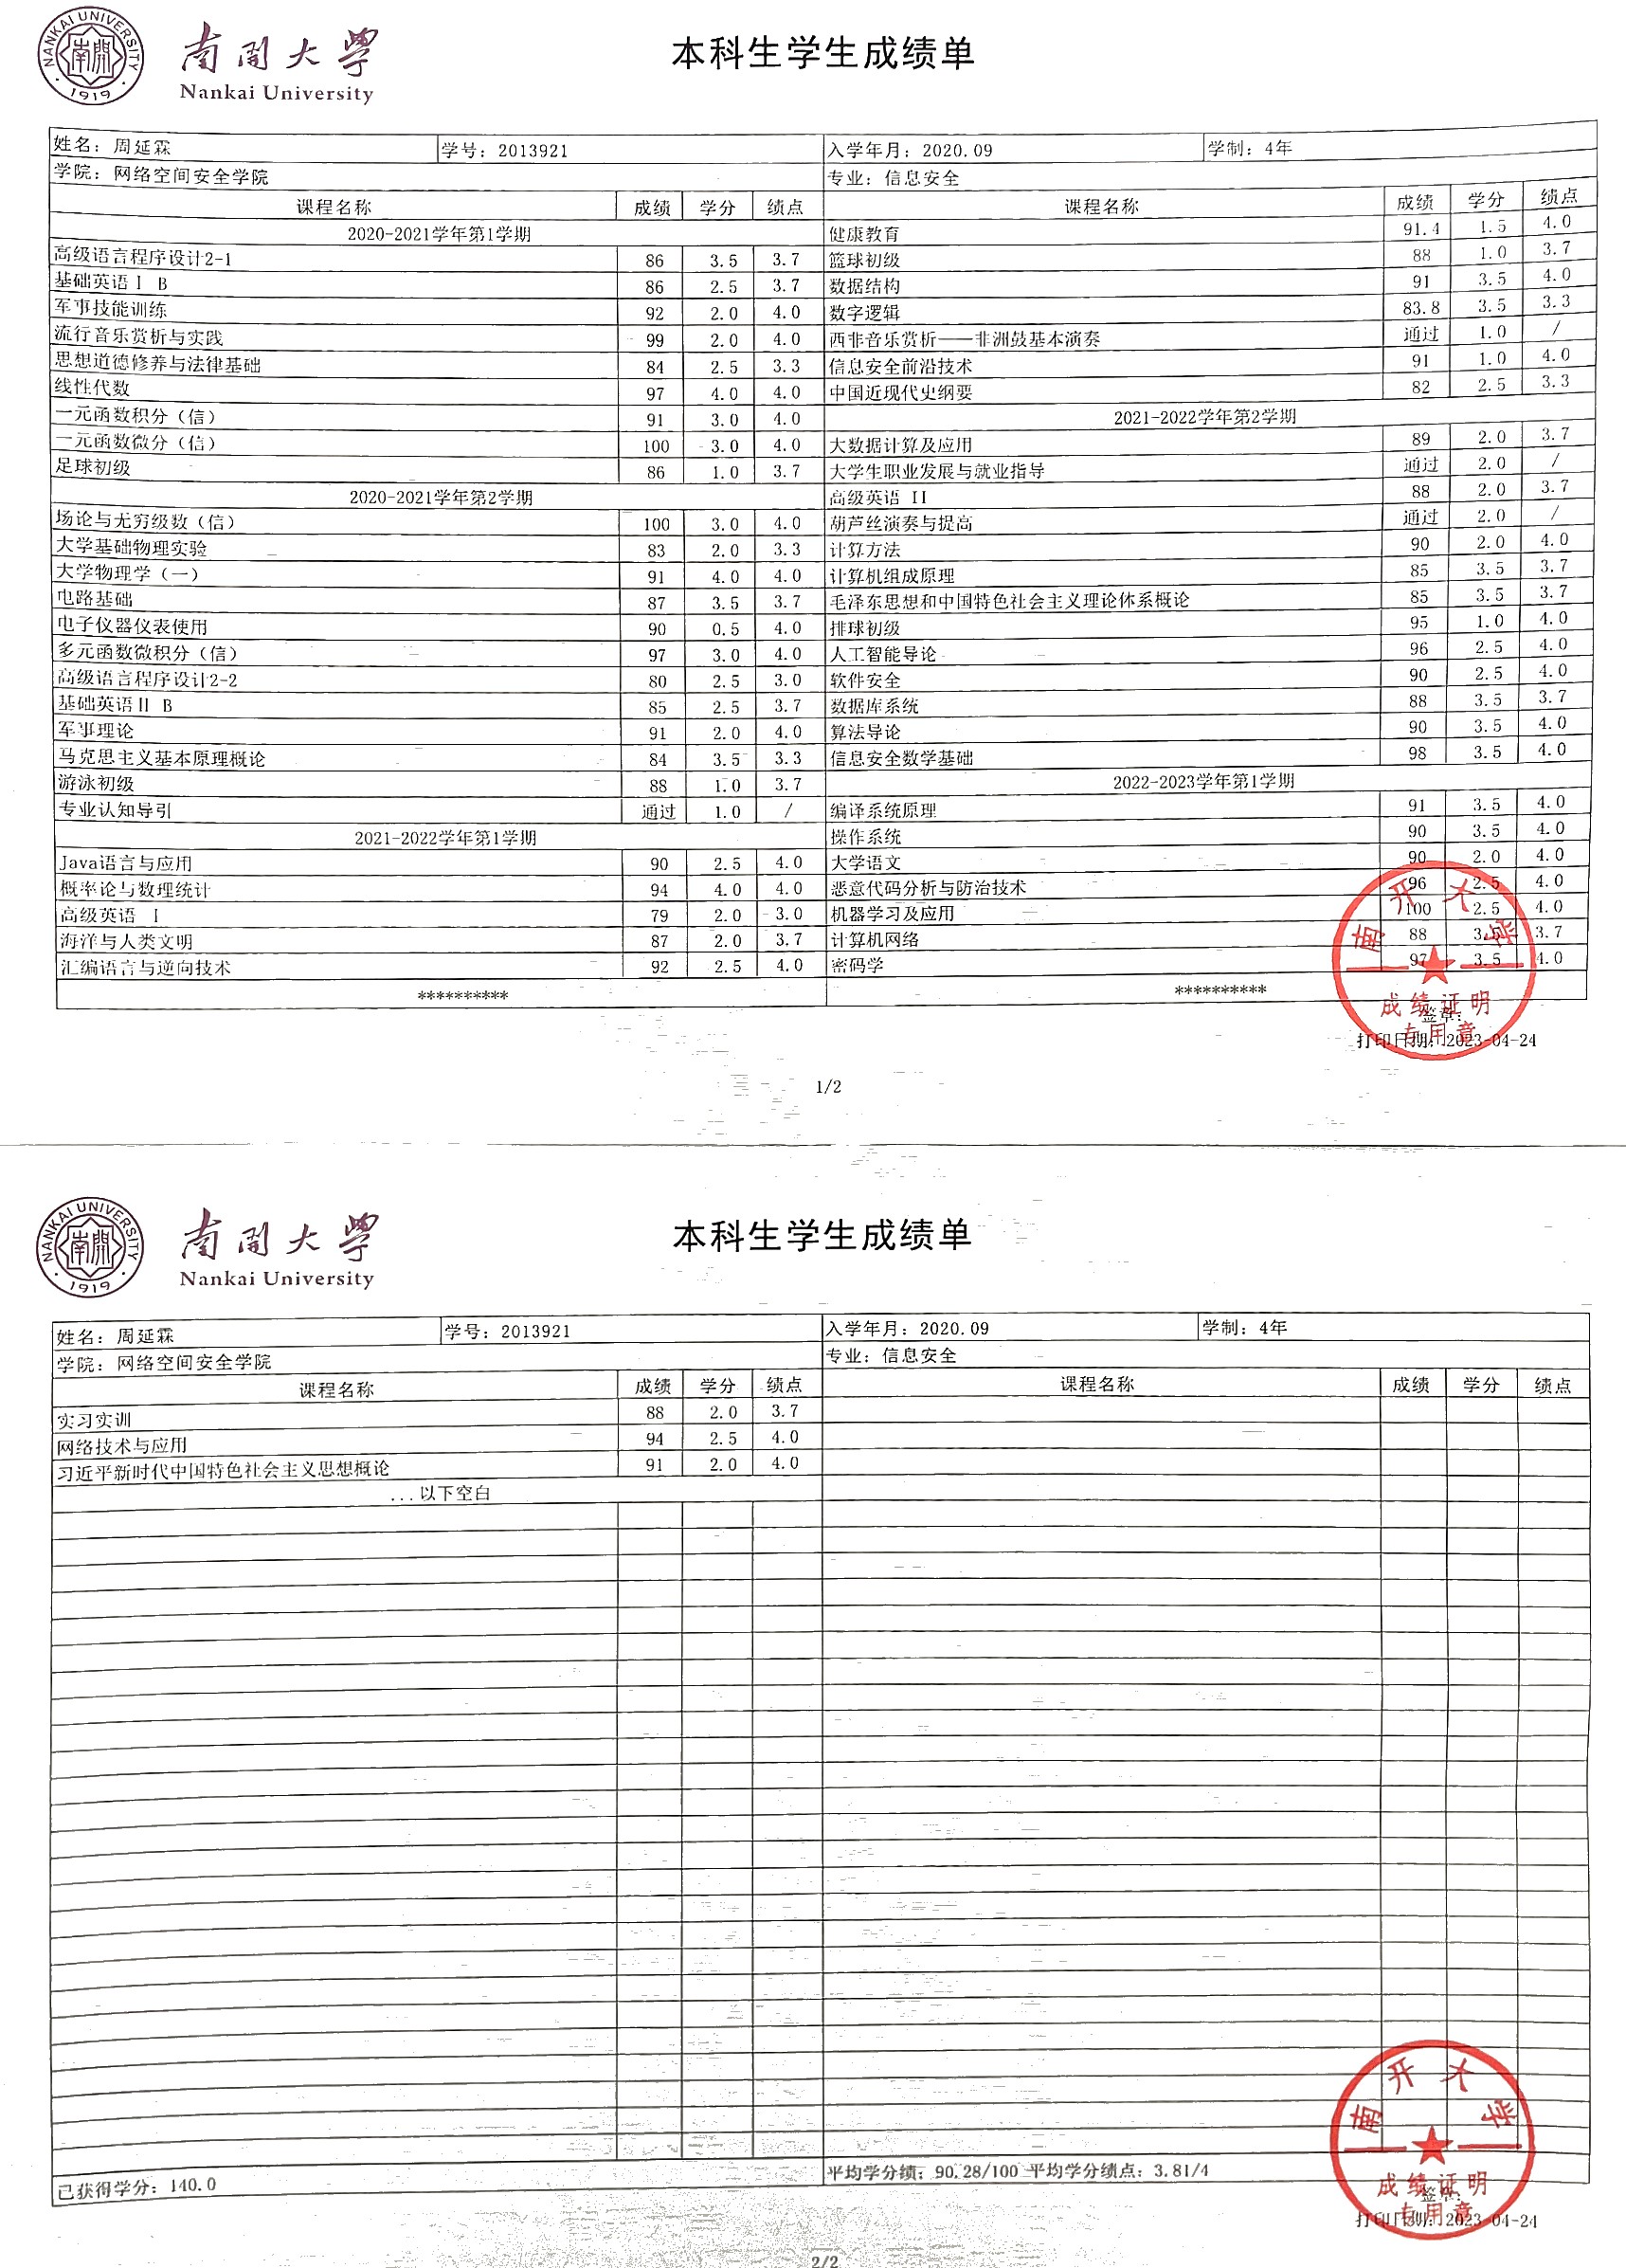 南开大学
Nankai University
本科生学生成绩单
姓名：周延霖 学号：2013921 入学年月：2020.09 学制：4年
学院：网络空间安全学院 专业：信息安全
课程名称 成绩 学分 绩点
2020-2021学年第1学期
高级语言程序设计2-1 86 3.5 3.7
基础英语Ⅰ B 86 2.5 3.7
军事技能训练 92 2.0 4.0
流行音乐赏析与实践 99 2.0 4.0
思想道德修养与法律基础 84 2.5 3.3
线性代数 97 4.0 4.0
一元函数积分（信） 91 3.0 4.0
一元函数微分（信） 100 3.0 4.0
足球初级 86 1.0 3.7
2020-2021学年第2学期
场论与无穷级数（信） 100 3.0 4.0
大学基础物理实验 83 2.0 3.3
大学物理学（一） 91 4.0 4.0
电路基础 87 3.5 3.7
电子仪器仪表使用 90 0.5 4.0
多元函数微积分（信） 97 3.0 4.0
高级语言程序设计2-2 80 2.5 3.0
基础英语Ⅱ B 85 2.5 3.7
军事理论 91 2.0 4.0
马克思主义基本原理概论 84 3.5 3.3
游泳初级 88 1.0 3.7
专业认知导引 通过 1.0 /
2021-2022学年第1学期
Java语言与应用 90 2.5 4.0
概率论与数理统计 94 4.0 4.0
高级英语 Ⅰ 79 2.0 3.0
海洋与人类文明 87 2.0 3.7
汇编语言与逆向技术 92 2.5 4.0
**********
课程名称 成绩 学分 绩点
健康教育 91.4 1.5 4.0
篮球初级 88 1.0 3.7
数据结构 91 3.5 4.0
数字逻辑 83.8 3.5 3.3
西非音乐赏析——非洲鼓基本演奏 通过 1.0 /
信息安全前沿技术 91 1.0 4.0
中国近现代史纲要 82 2.5 3.3
2021-2022学年第2学期
大数据计算及应用 89 2.0 3.7
大学生职业发展与就业指导 通过 2.0 /
高级英语 II 88 2.0 3.7
葫芦丝演奏与提高 通过 2.0 /
计算方法 90 2.0 4.0
计算机组成原理 85 3.5 3.7
毛泽东思想和中国特色社会主义理论体系概论 85 3.5 3.7
排球初级 95 1.0 4.0
人工智能导论 96 2.5 4.0
软件安全 90 2.5 4.0
数据库系统 88 3.5 3.7
算法导论 90 3.5 4.0
信息安全数学基础 98 3.5 4.0
2022-2023学年第1学期
编译系统原理 91 3.5 4.0
操作系统 90 3.5 4.0
大学语文 90 2.0 4.0
恶意代码分析与防治技术 96 2.5 4.0
机器学习及应用 100 2.5 4.0
计算机网络 88 3.5 3.7
密码学 97 3.5 4.0
**********
南开大学
成绩证明
专用章
签章：
打印日期：2023-04-24
1/2
南开大学
Nankai University
本科生学生成绩单
姓名：周延霖 学号：2013921 入学年月：2020.09 学制：4年
学院：网络空间安全学院 专业：信息安全
课程名称 成绩 学分 绩点 课程名称 成绩 学分 绩点
实习实训 88 2.0 3.7
网络技术与应用 94 2.5 4.0
习近平新时代中国特色社会主义思想概论 91 2.0 4.0
...以下空白
已获得学分：140.0 平均学分绩：90.28/100 平均学分绩点：3.81/4
南开大学
成绩证明
专用章
签章：
打印日期：2023-04-24
2/2